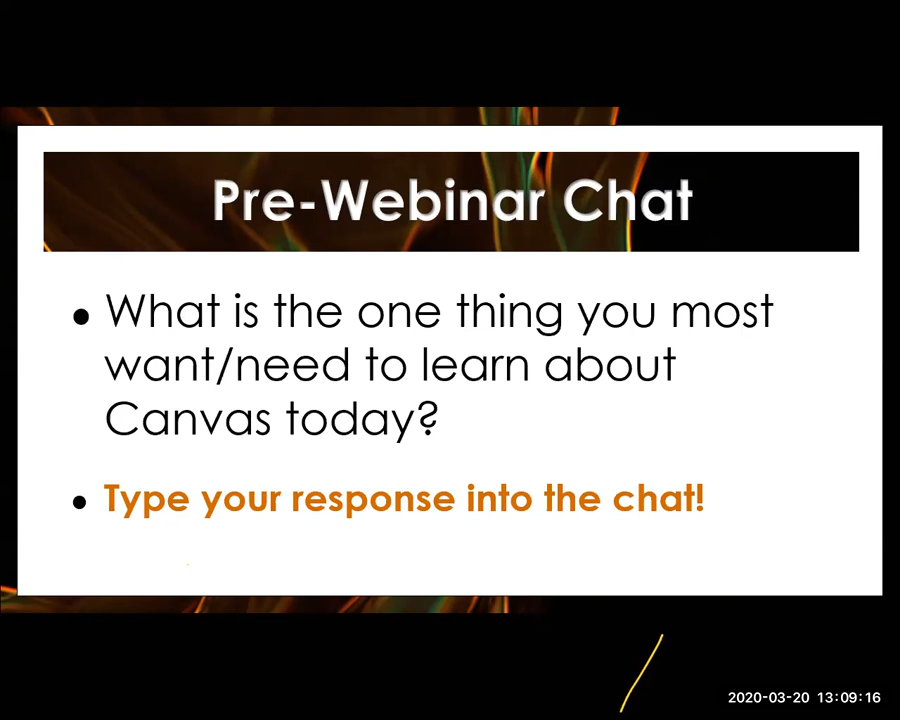 Pre-Webinar Chat
• What is the one thing you most
want/need to learn about
Canvas today?
• Type your response into the chat!
2020-03-20 13:09:16